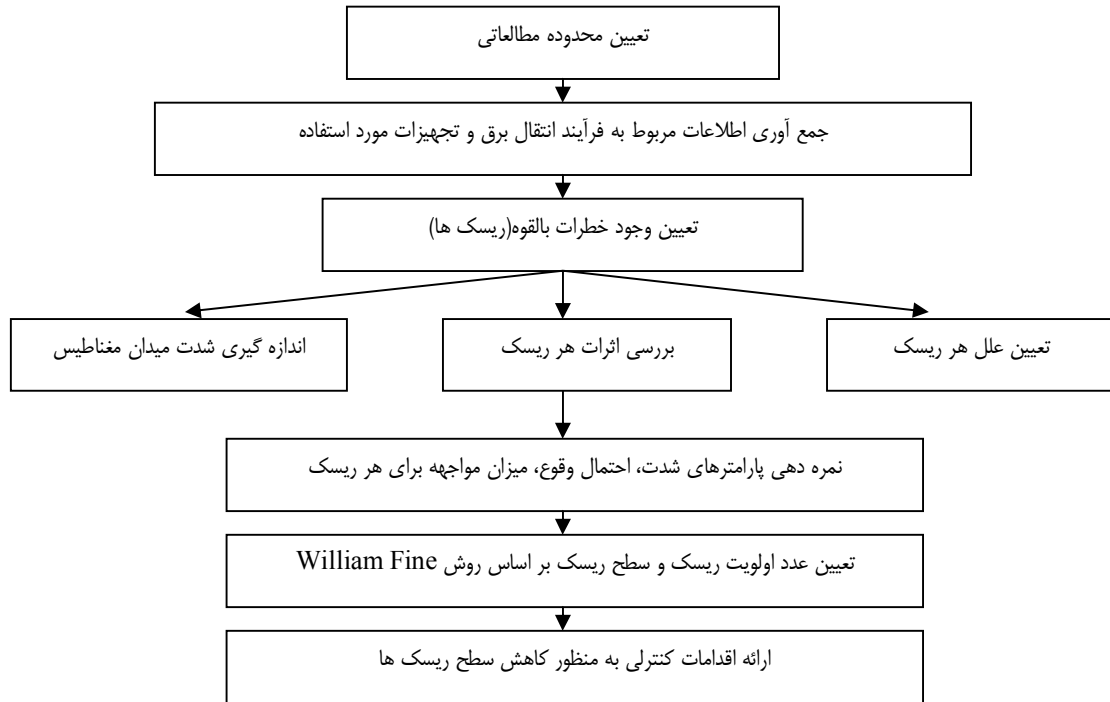 تعیین محدوده مطالعاتی
جمع آوری اطلاعات مربوط به فرآیند انتقال برق و تجهیزات مورد استفاده
تعیین وجود خطرات بالقوه(ریسک ها)
تعیین علل هر ریسک
بررسی اثرات هر ریسک
اندازه گیری شدت میدان مغناطیس
نمره دهی پارامترهای شدت، احتمال وقوع، میزان مواجهه برای هر ریسک
تعیین عدد اولویت ریسک و سطح ریسک بر اساس روش William Fine
ارائه اقدامات کنترلی به منظور کاهش سطح ریسک ها